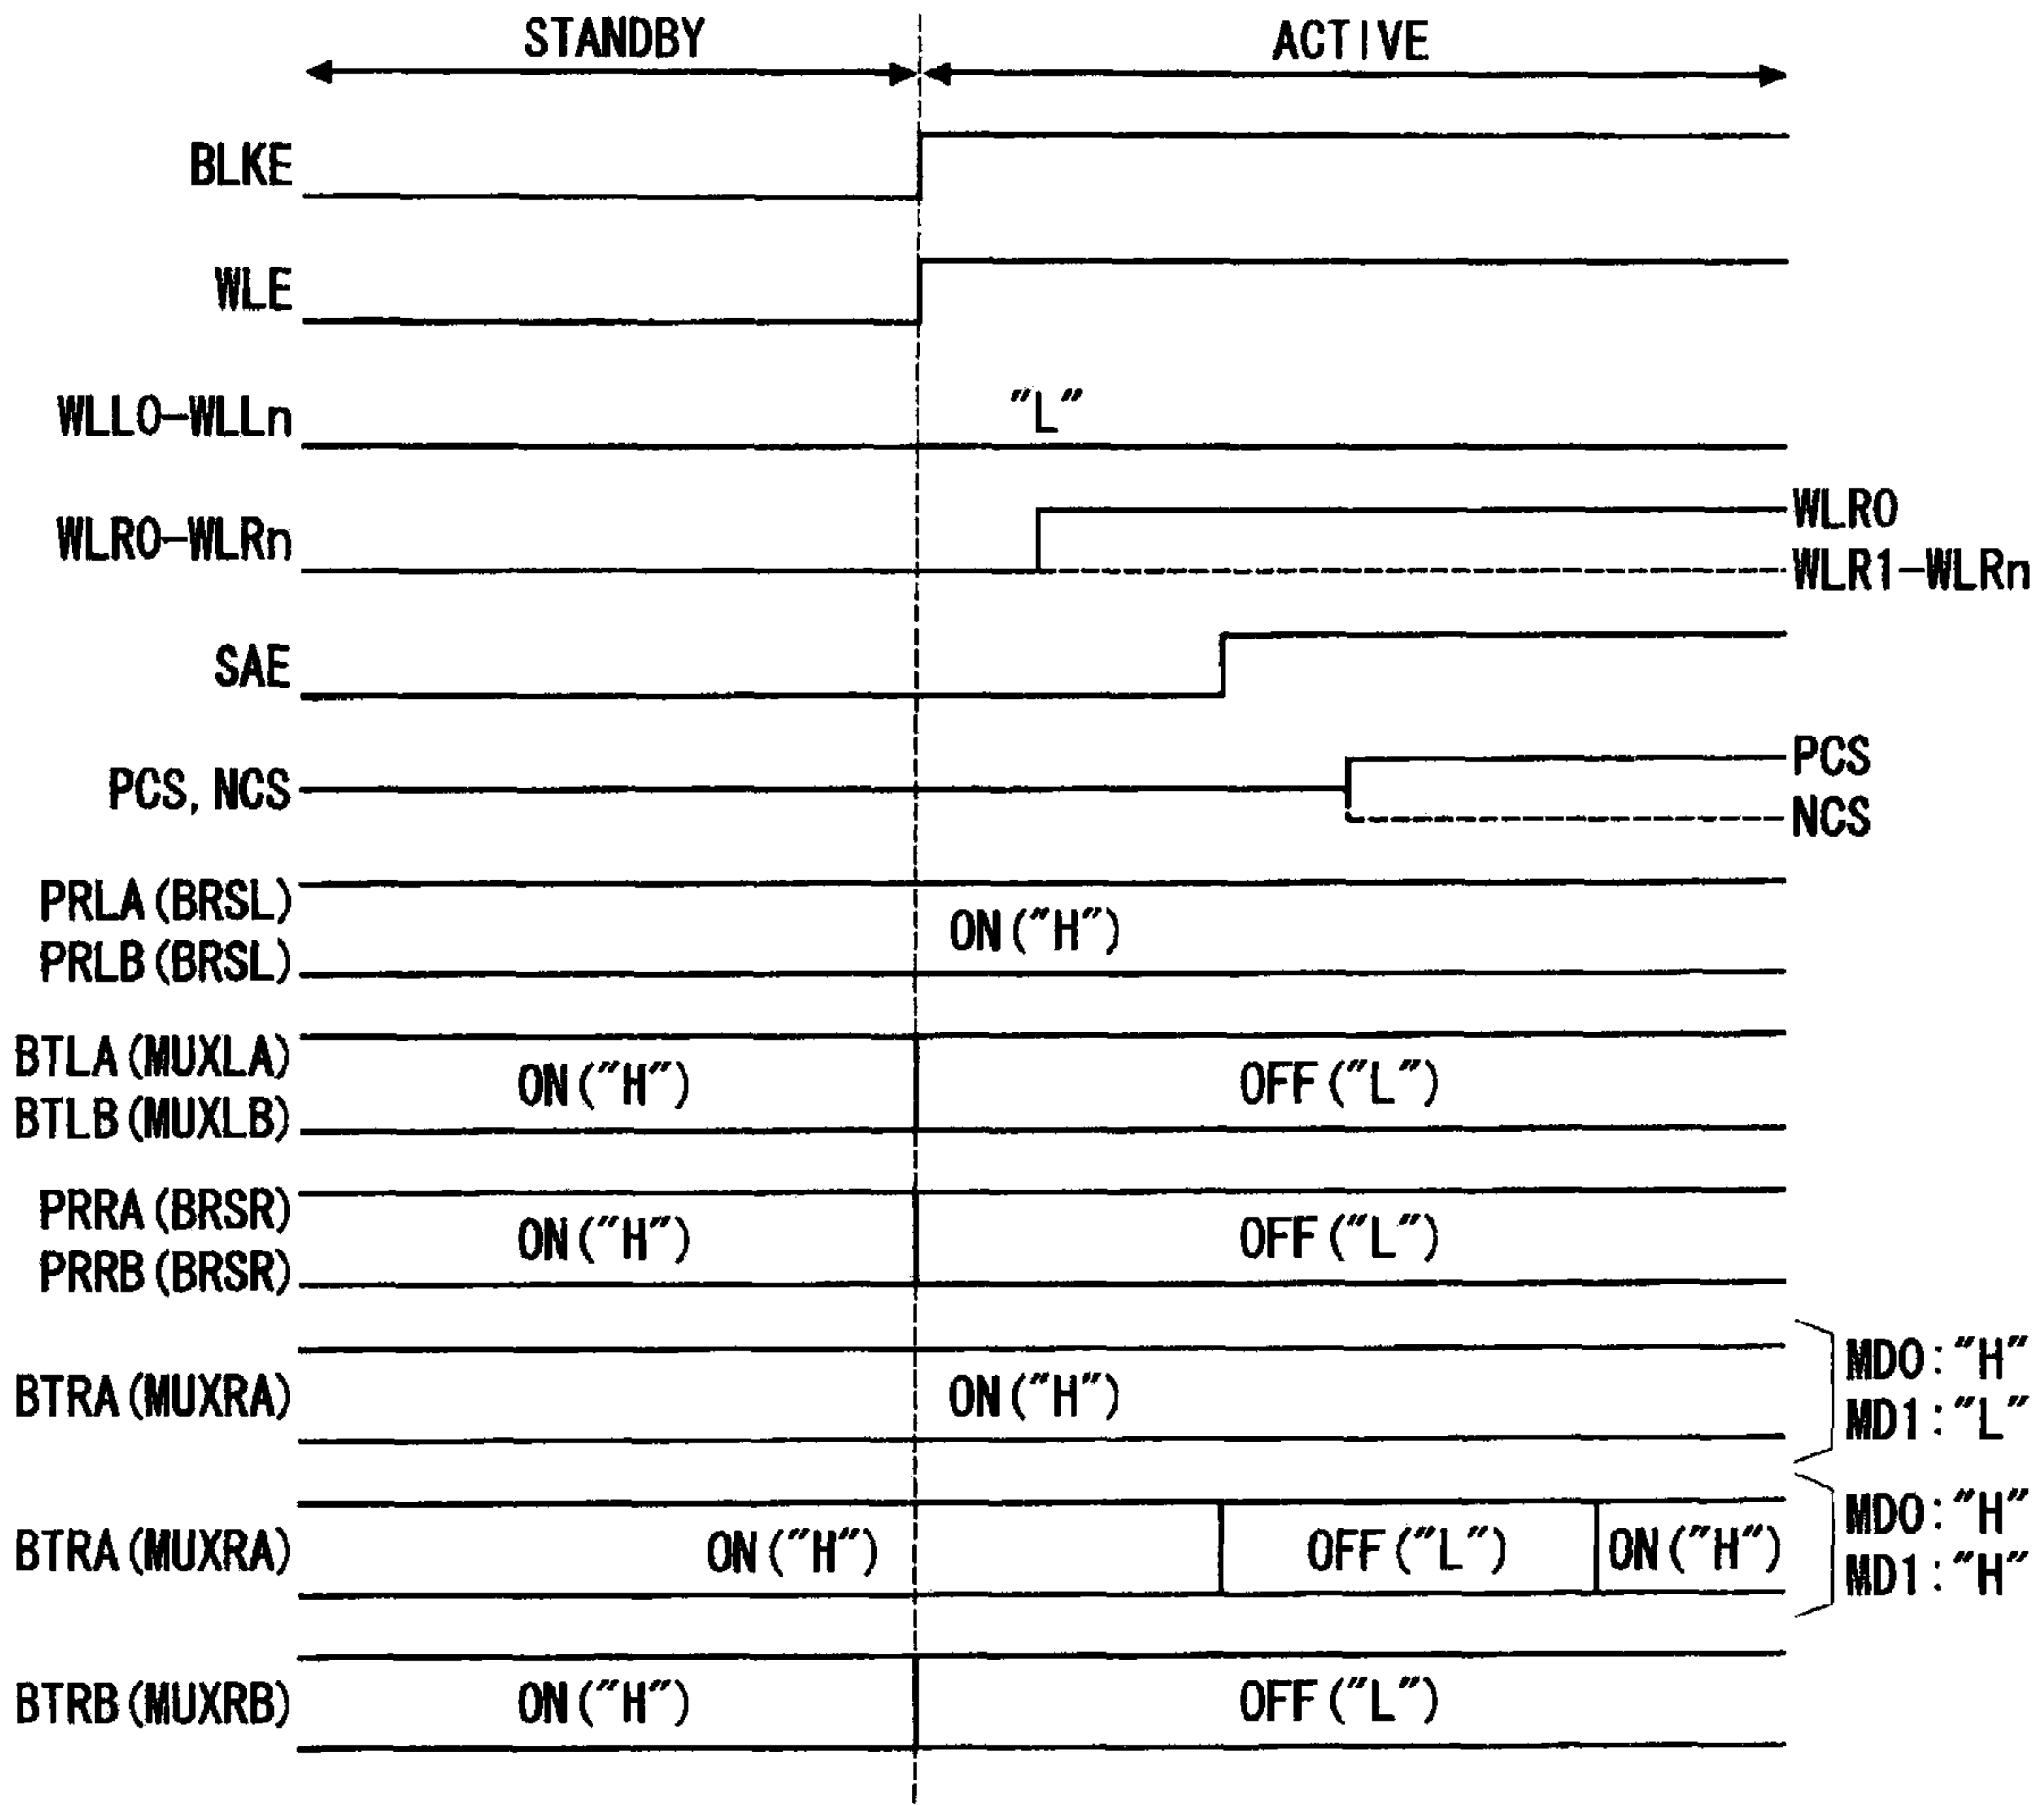 STANDBY ACTIVE
BLKE
WLE
WLL0-WLLn "L"
WLR0-WLRn WLR0
WLR1-WLRn
SAE
PCS, NCS PCS
NCS
PRLA(BRSL)
PRLB(BRSL) ON("H")
BTLA(MUXLA)
BTLB(MUXLB) ON("H") OFF("L")
PRRA(BRSR)
PRRB(BRSR) ON("H") OFF("L")
BTRA(MUXRA) ON("H") MD0:"H"
MD1:"L"
BTRA(MUXRA) ON("H") OFF("L") ON("H") MD0:"H"
MD1:"H"
BTRB(MUXRB) ON("H") OFF("L")